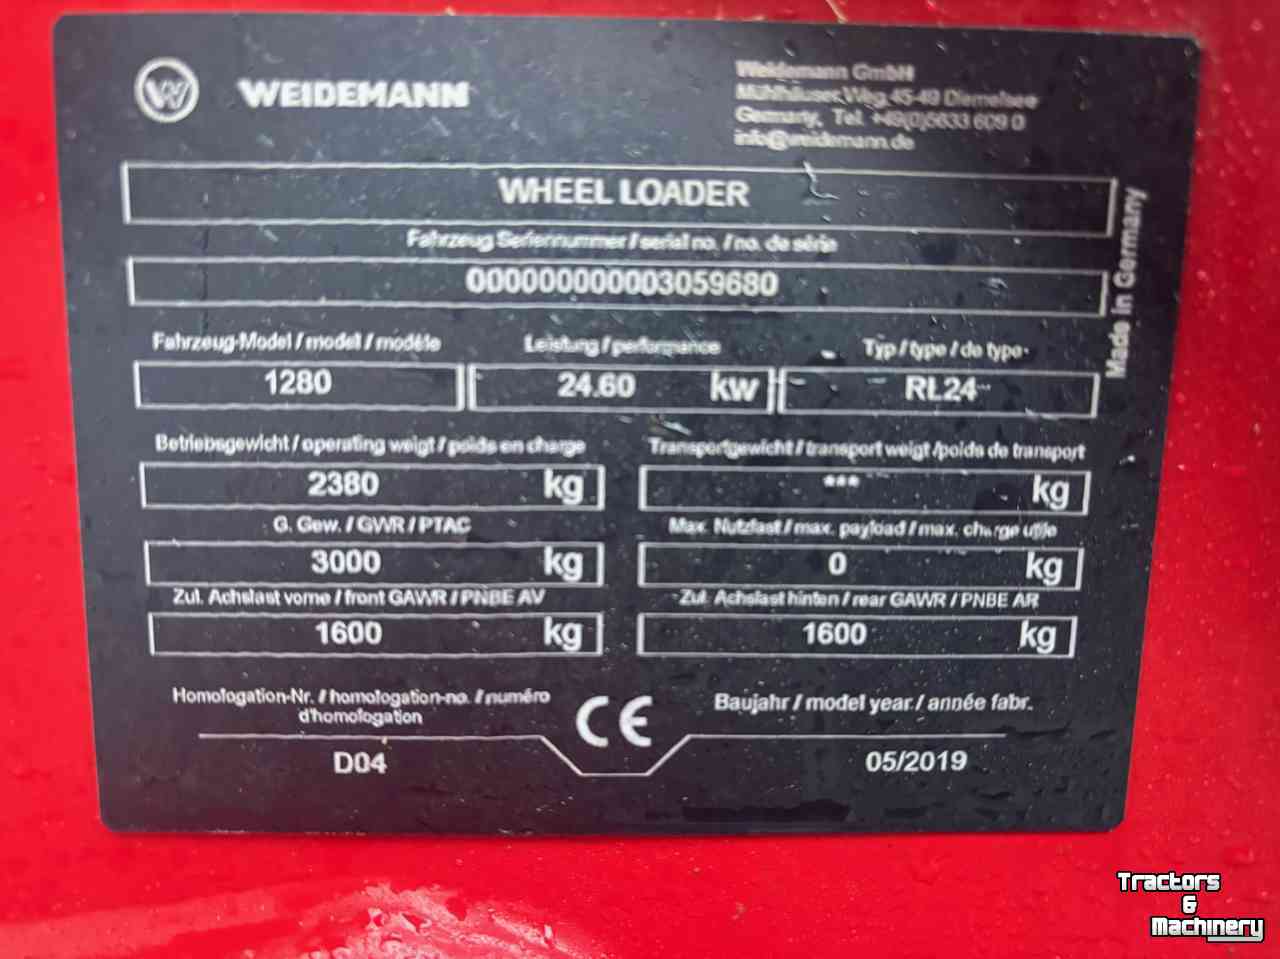 W WEIDEMANN
Weidemann GmbH
Mühlhäuser Weg 45-49 Diemelsee
Germany, Tel. +49(0)5633 609 0
info@weidemann.de
WHEEL LOADER
Fahrzeug Seriennummer / serial no. / no. de série
000000000003059680
Made in Germany
Fahrzeug-Model / model / modéle
Leistung / performance
Typ / type / de type
1280
24.60 kw
RL24
Betriebsgewicht / operating weigt / poids en charge
Transportgewicht / transport weigt /poids de transport
2380 kg
*** kg
G. Gew. / GWR / PTAC
Max. Nutzlast / max. payload / max. charge utile
3000 kg
0 kg
Zul. Achslast vorne / front GAWR / PNBE AV
Zul. Achslast hinten / rear GAWR / PNBE AR
1600 kg
1600 kg
Homologation-Nr. / homologation-no. / numéro
d'homologation
CE
Baujahr / model year / année fabr.
D04
05/2019
Tractors
&
Machinery